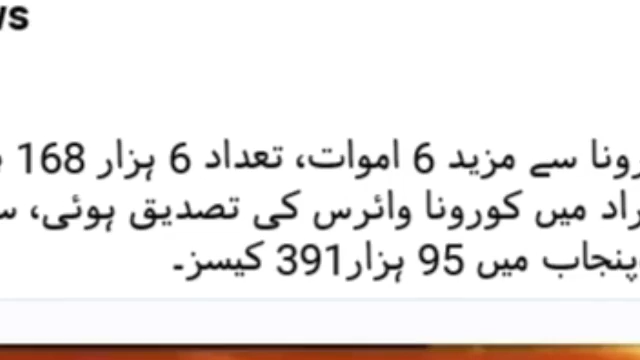 ws
رونا سے مزید 6 اموات، تعداد 6 ہزار 168
راد میں کورونا وائرس کی تصدیق ہوئی،
پنجاب میں 95 ہزار391 کیسز۔